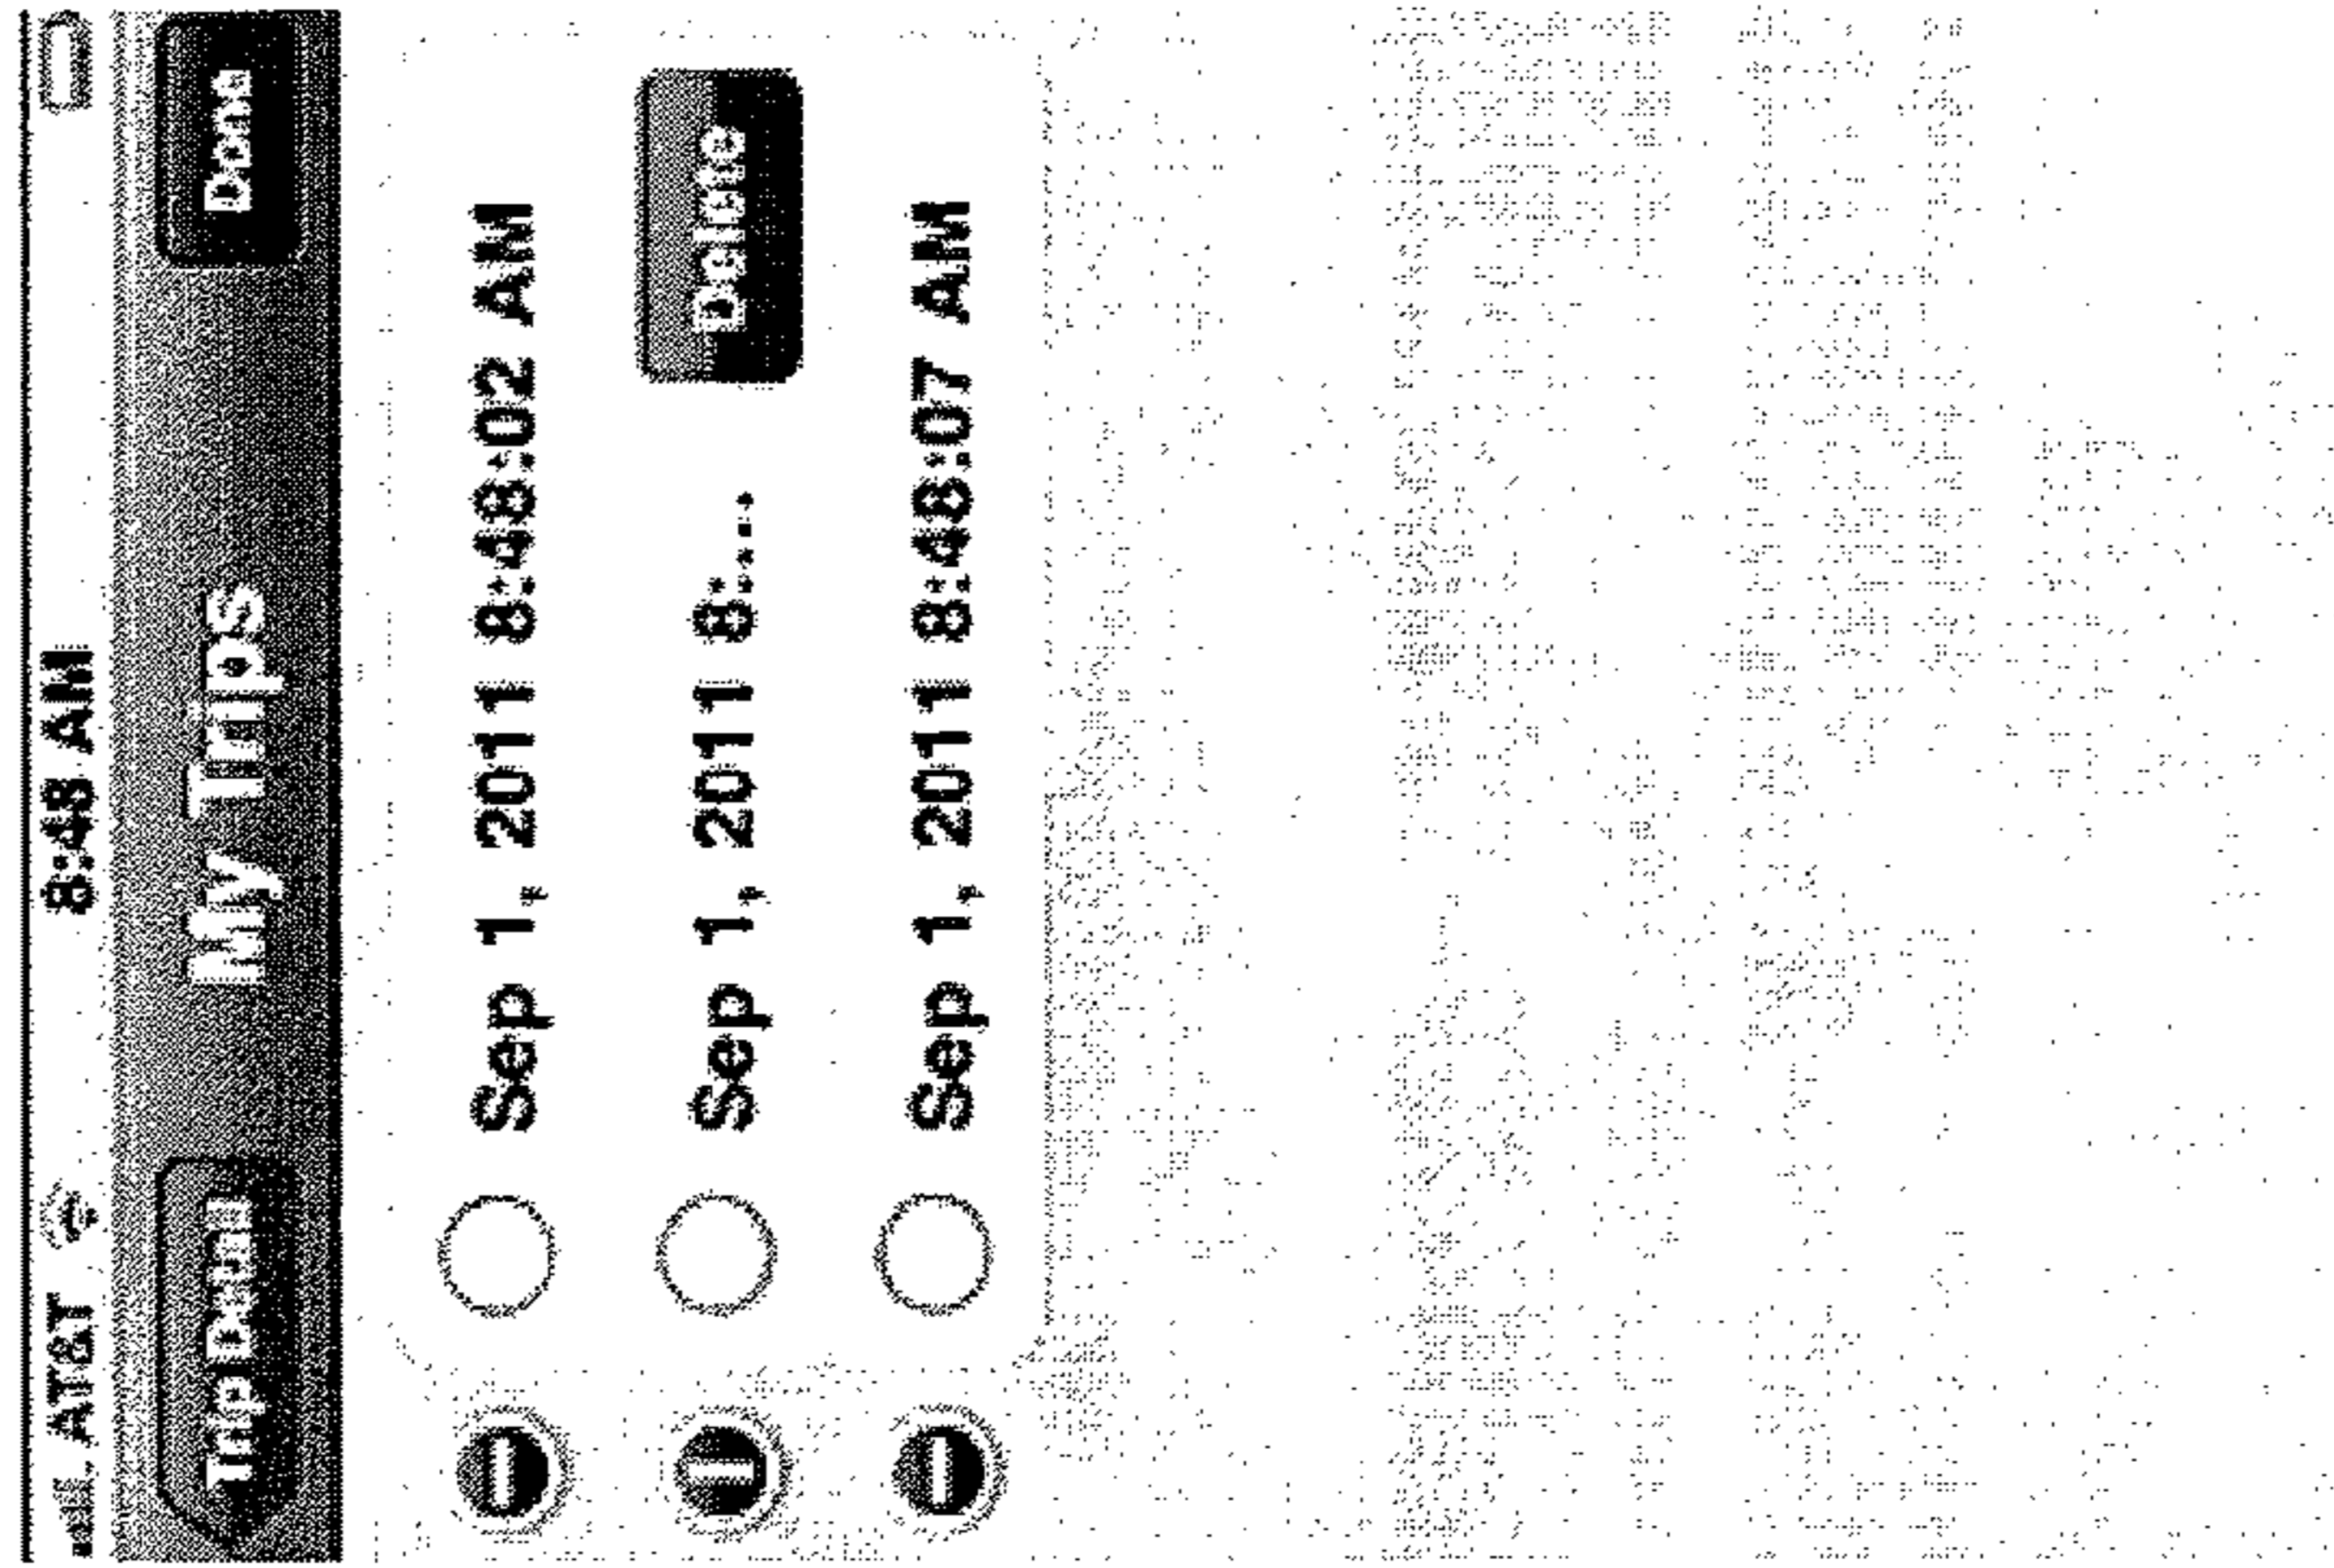 AT&T 8:48 AM
Trip Detail My Trips Done
Sep 1, 2011 8:48:02 AM
Sep 1, 2011 8:... Delete
Sep 1, 2011 8:48:07 AM